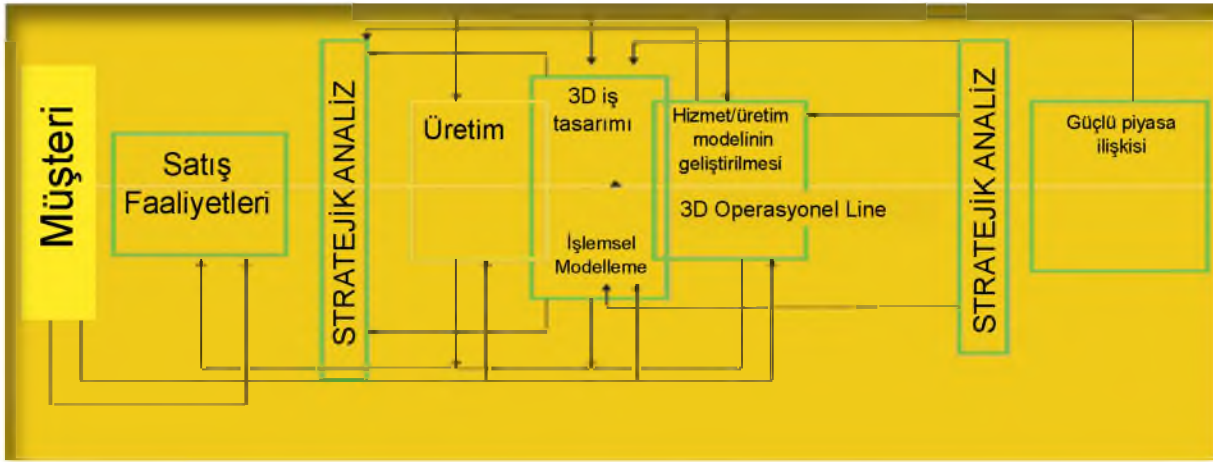 Müşteri
Satış
Faaliyetleri
STRATEJİK ANALİZ
Üretim
3D iş
tasarımı
İşlemsel
Modelleme
Hizmet/üretim
modelinin
geliştirilmesi
3D Operasyonel Line
STRATEJİK ANALİZ
Güçlü piyasa
ilişkisi